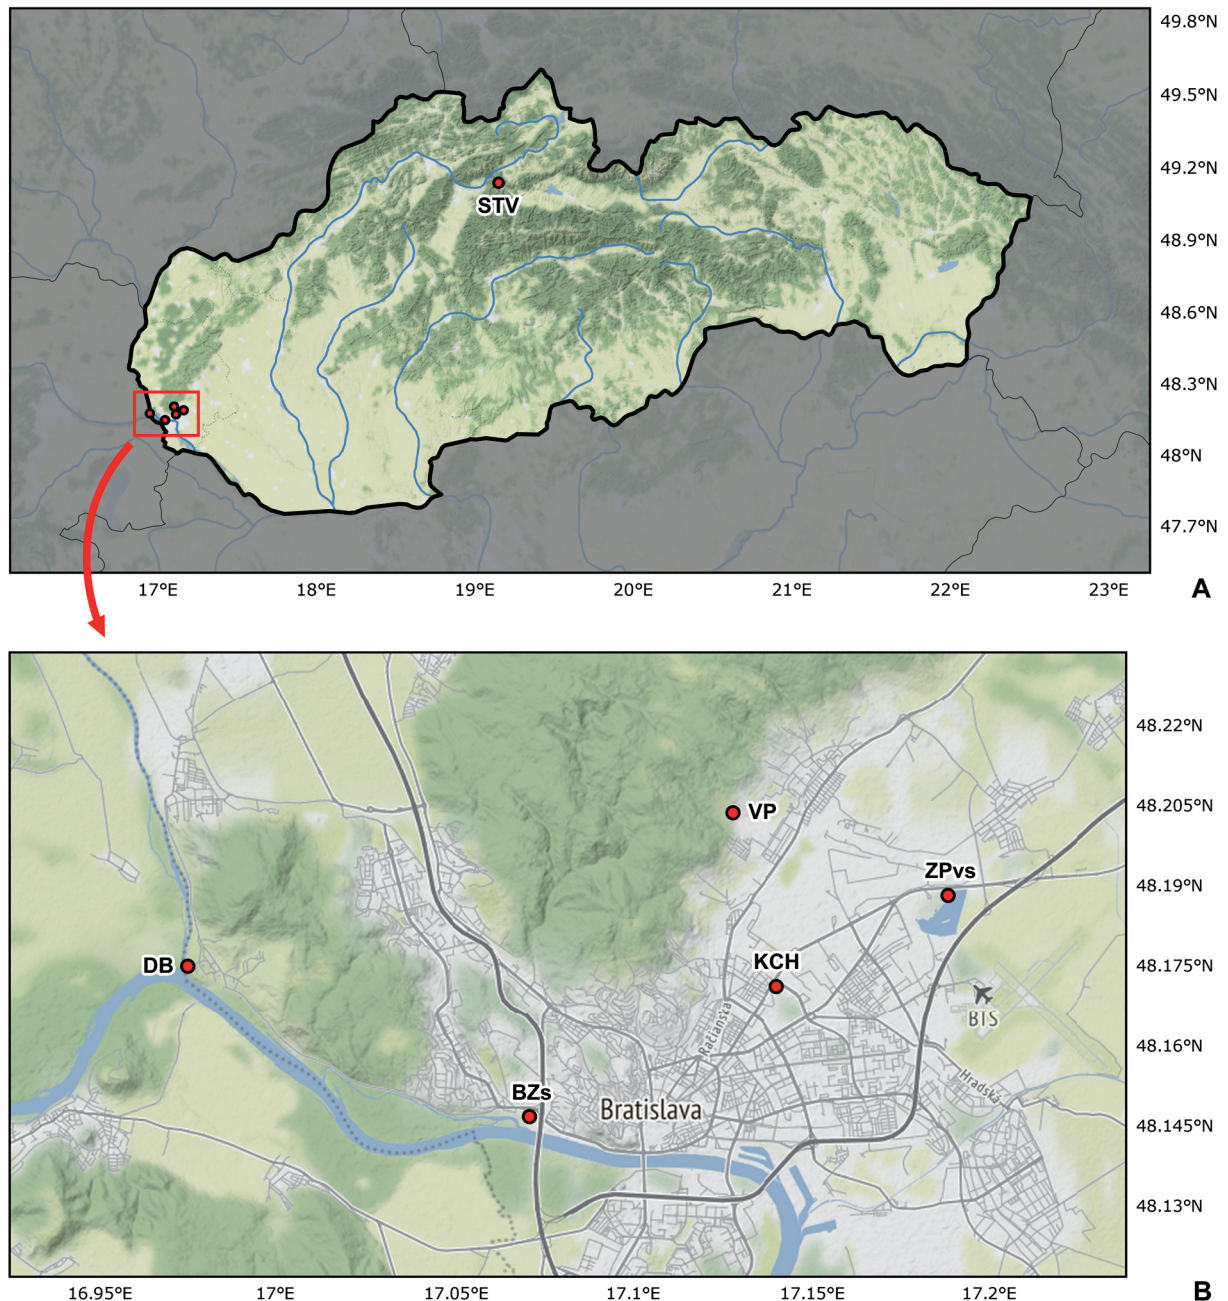 49.8°N
49.5°N
49.2°N
STV
48.9°N
48.6°N
48.3°N
48°N
47.7°N
17°E 18°E 19°E 20°E 21°E 22°E 23°E
A
48.22°N
VP
48.205°N
ZPvs
48.19°N
DB
KCH
48.175°N
BTS
Račianska
48.16°N
Hradská
BZs
Bratislava
48.145°N
48.13°N
16.95°E 17°E 17.05°E 17.1°E 17.15°E 17.2°E
B